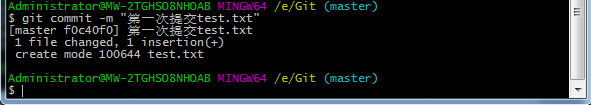 Administrator@MW-2TGHSO8NHOAB MINGW64 /e/Git (master)
$ git commit -m "第一次提交test.txt"
[master f0c40f0] 第一次提交test.txt
 1 file changed, 1 insertion(+)
 create mode 100644 test.txt
Administrator@MW-2TGHSO8NHOAB MINGW64 /e/Git (master)
$